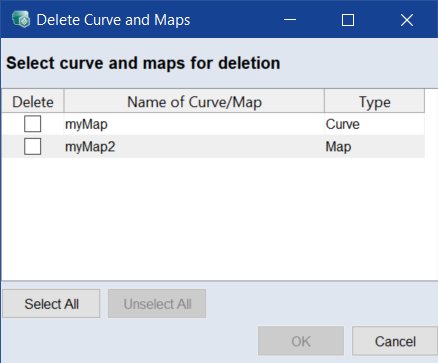 Delete Curve and Maps
Select curve and maps for deletion
Delete Name of Curve/Map Type
myMap Curve
myMap2 Map
Select All Unselect All
OK Cancel